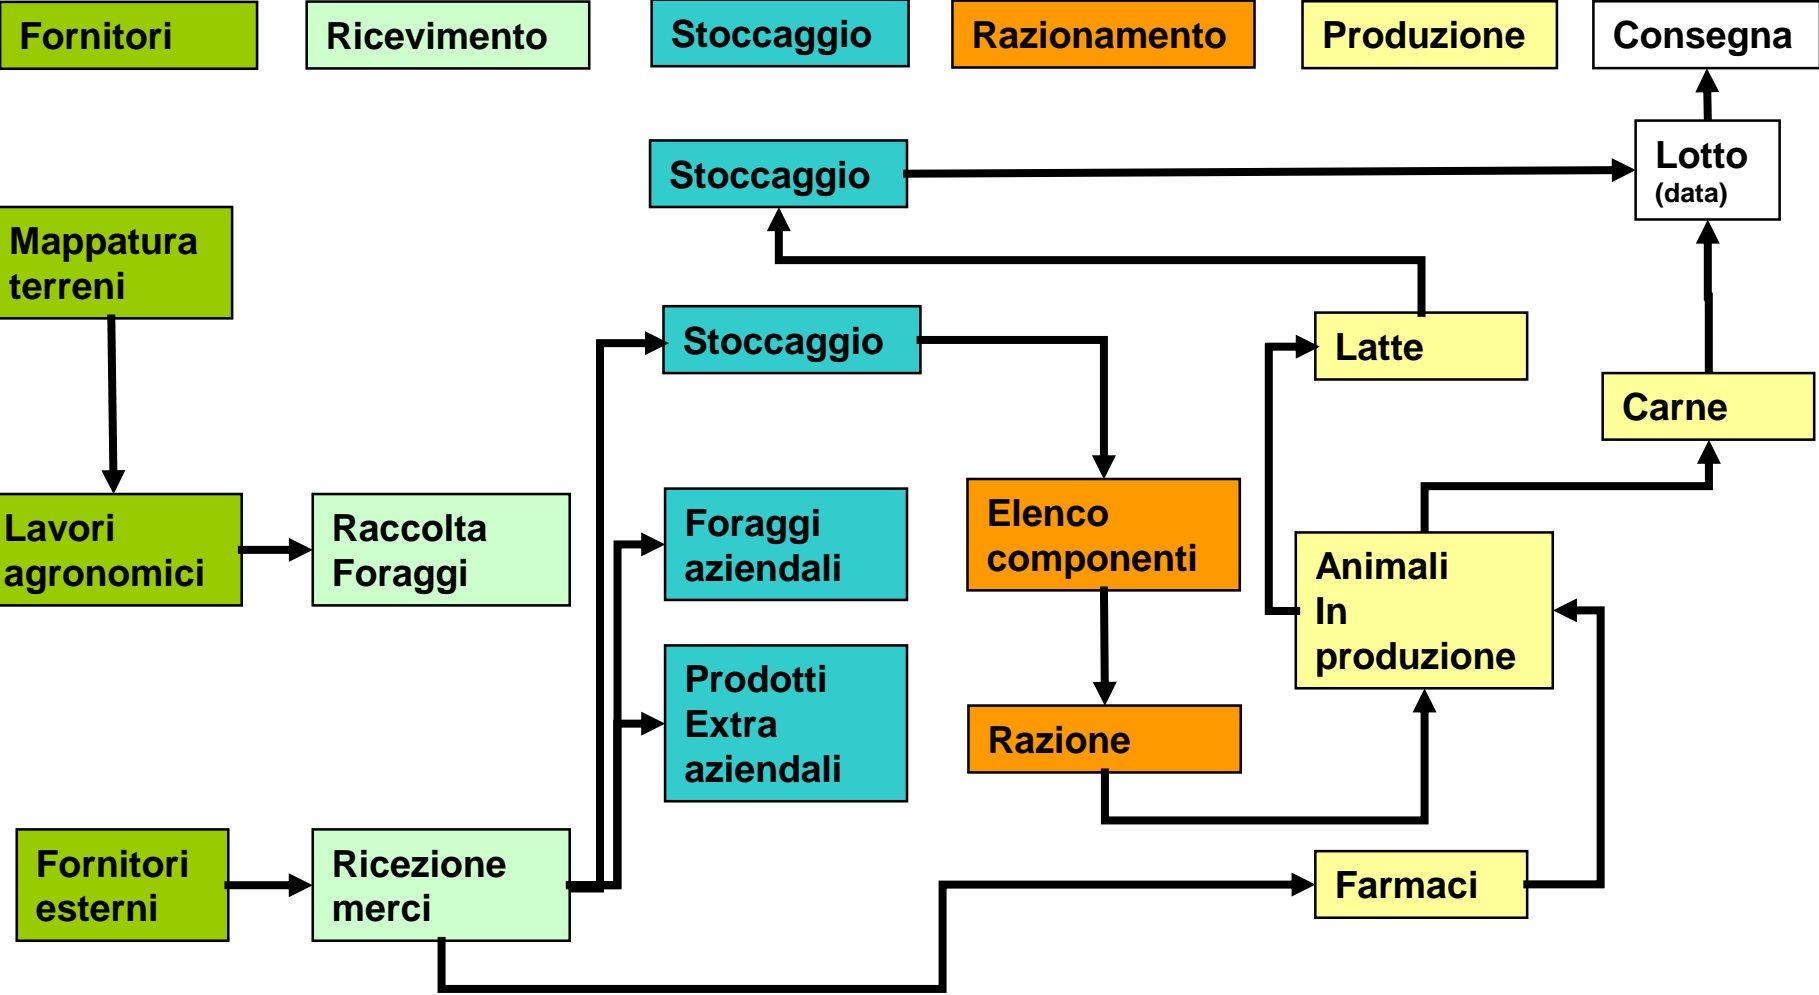 Fornitori
Ricevimento
Stoccaggio
Razionamento
Produzione
Consegna
Stoccaggio
Lotto
(data)
Mappatura
terreni
Stoccaggio
Latte
Carne
Lavori
agronomici
Raccolta
Foraggi
Foraggi
aziendali
Elenco
componenti
Animali
In
produzione
Prodotti
Extra
aziendali
Razione
Fornitori
esterni
Ricezione
merci
Farmaci